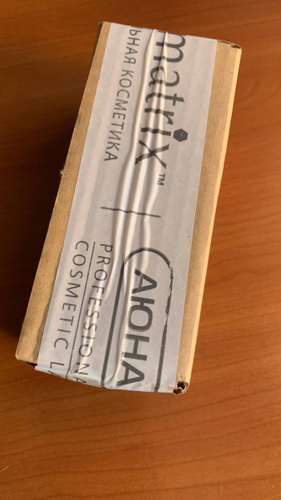 matrix™
ЬНАЯ КОСМЕТИКА
АЮНА
PROFESSIONA
COSMETIC L